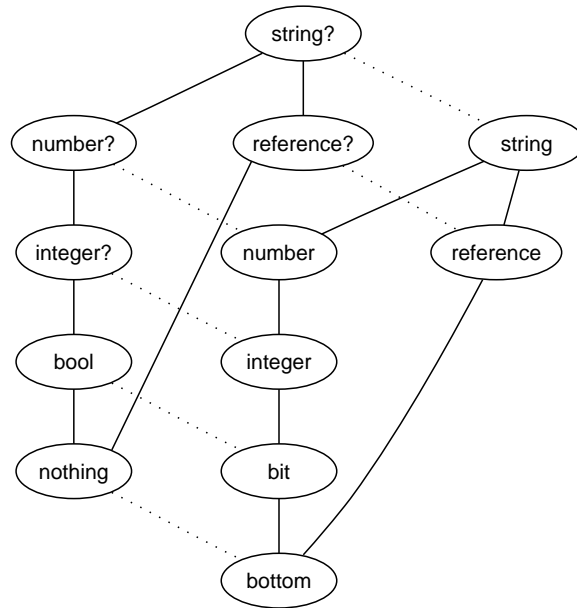 string?
number?
reference?
string
integer?
number
reference
bool
integer
nothing
bit
bottom